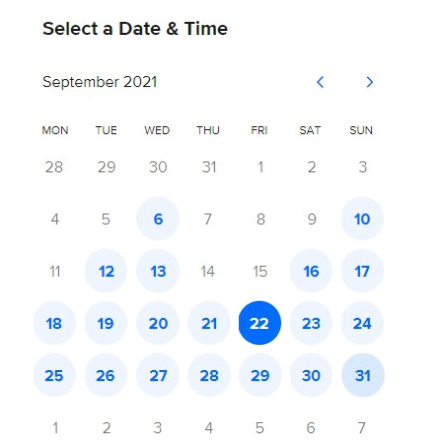 Select a Date & Time
September 2021
MON TUE WED THU FRI SAT SUN
28 29 30 31 1 2 3
4 5 6 7 8 9 10
11 12 13 14 15 16 17
18 19 20 21 22 23 24
25 26 27 28 29 30 31
1 2 3 4 5 6 7